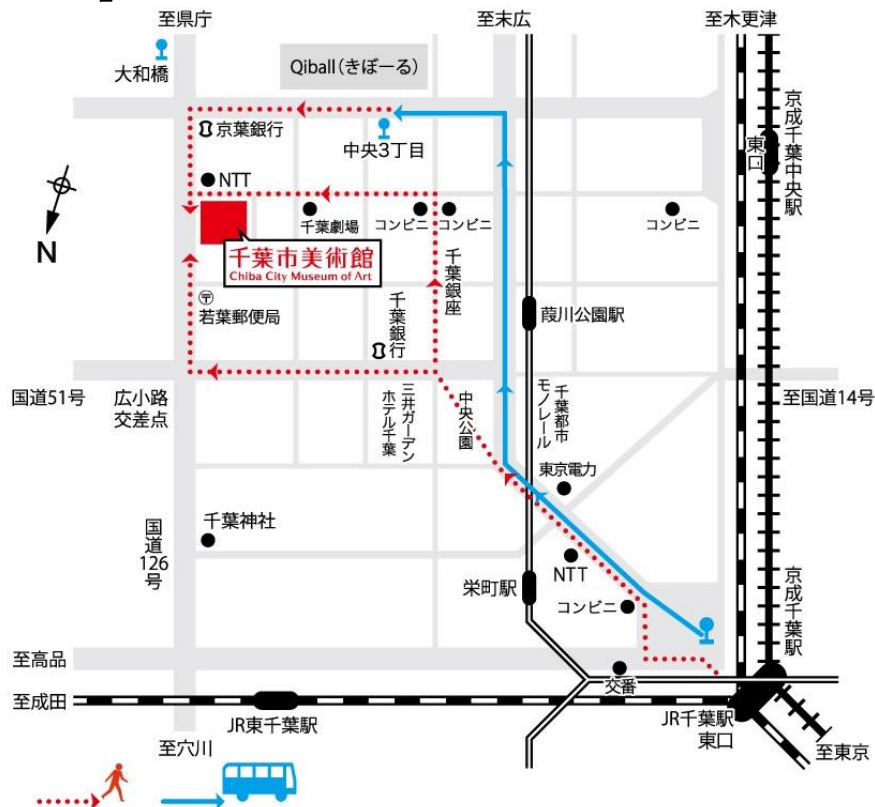 至県庁
至末広
至木更津
大和橋
Qiball(きぼーる)
京葉銀行
中央3丁目
東口
京成千葉中央駅
NTT
千葉劇場
コンビニ
コンビニ
コンビニ
N
千葉市美術館
Chiba City Museum of Art
千葉銀座
〒
若葉郵便局
千葉銀行
葭川公園駅
国道51号
広小路
交差点
三井ガーデン
ホテル千葉
中央公園
千葉都市
モノレール
至国道14号
東京電力
千葉神社
国道126号
NTT
栄町駅
コンビニ
京成千葉駅
至高品
交番
至成田
JR東千葉駅
JR千葉駅
東口
至東京
至穴川